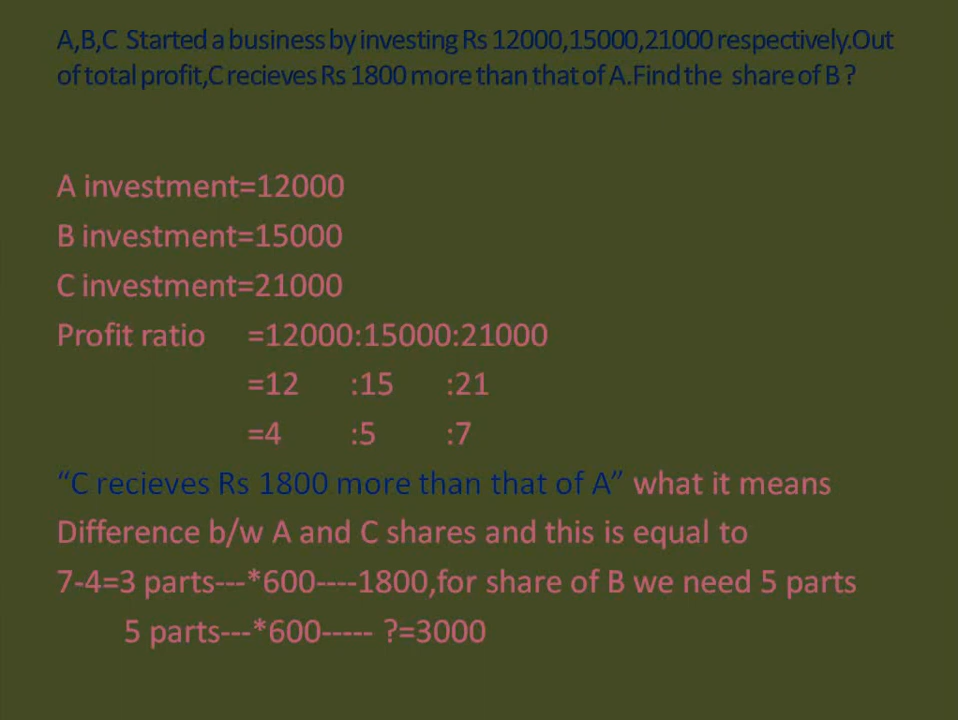 A,B,C Started a business by investing Rs 12000,15000,21000 respectively.Out
of total profit,C recieves Rs 1800 more than that of A.Find the share of B ?
A investment=12000
B investment=15000
C investment=21000
Profit ratio =12000:15000:21000
=12 :15 :21
=4 :5 :7
“C recieves Rs 1800 more than that of A” what it means
Difference b/w A and C shares and this is equal to
7-4=3 parts---*600----1800,for share of B we need 5 parts
5 parts---*600----- ?=3000